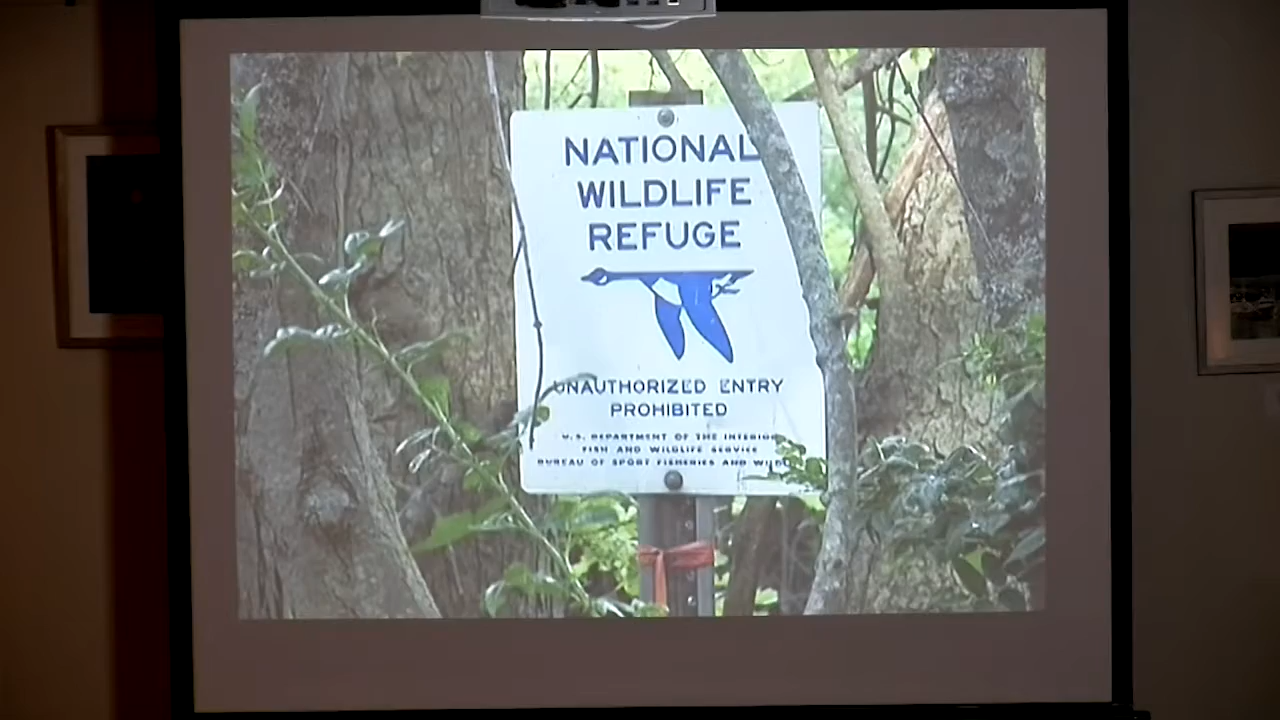 NATIONAL
WILDLIFE
REFUGE
UNAUTHORIZED ENTRY
PROHIBITED
U.S. DEPARTMENT OF THE INTERIOR
FISH AND WILDLIFE SERVICE
BUREAU OF SPORT FISHERIES AND